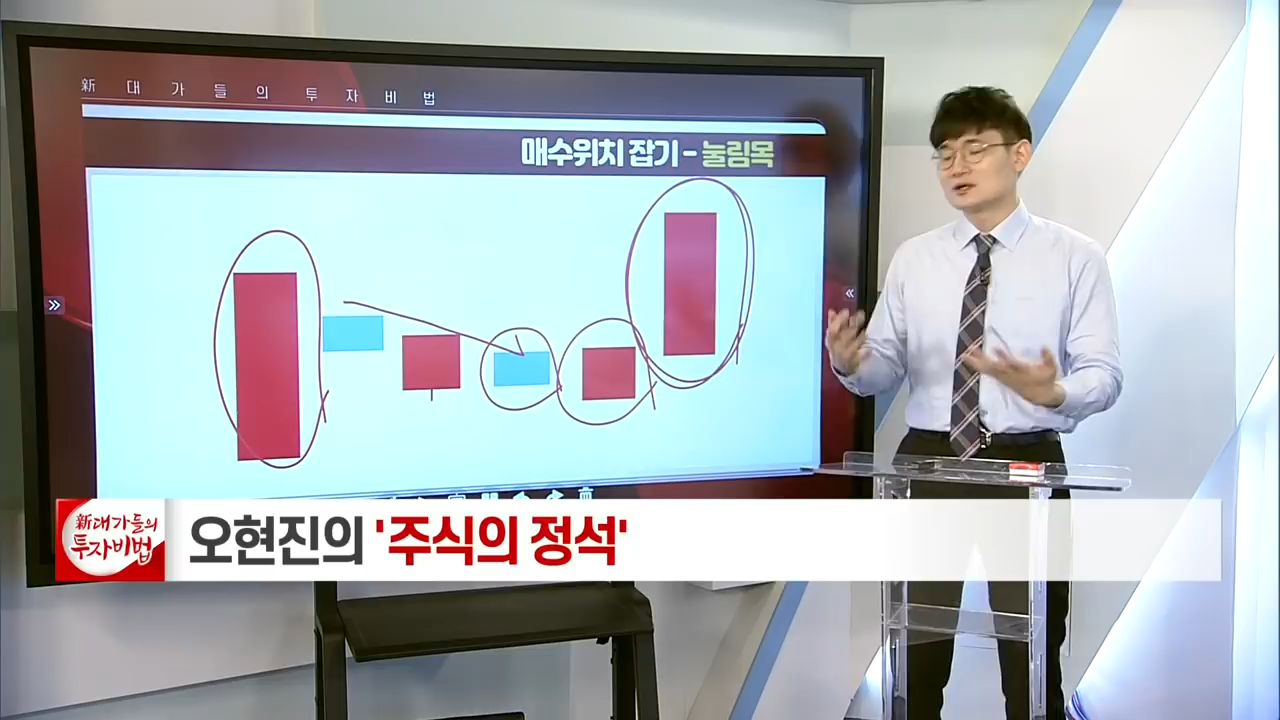 新 대 가 들 의 투 자 비 법
매수위치 잡기 - 눌림목
新대가들의
투자비법
오현진의 '주식의 정석'